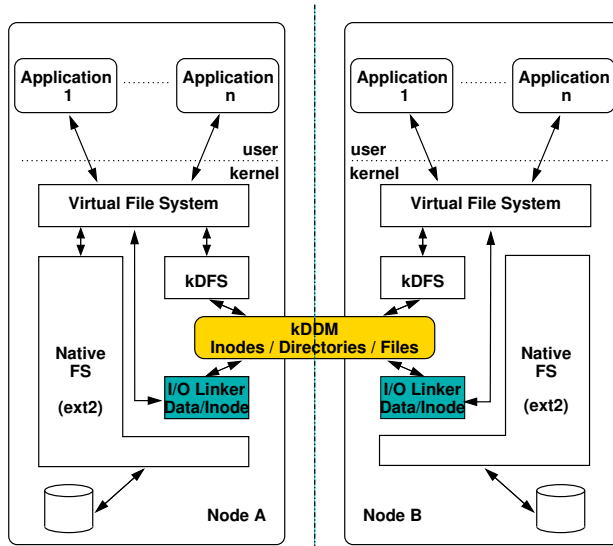 Application
1
Application
n
user
kernel
Virtual File System
kDFS
Native
FS
(ext2)
I/O Linker
Data/Inode
Node A
kDDM
Inodes / Directories / Files
Application
1
Application
n
user
kernel
Virtual File System
kDFS
Native
FS
(ext2)
I/O Linker
Data/Inode
Node B